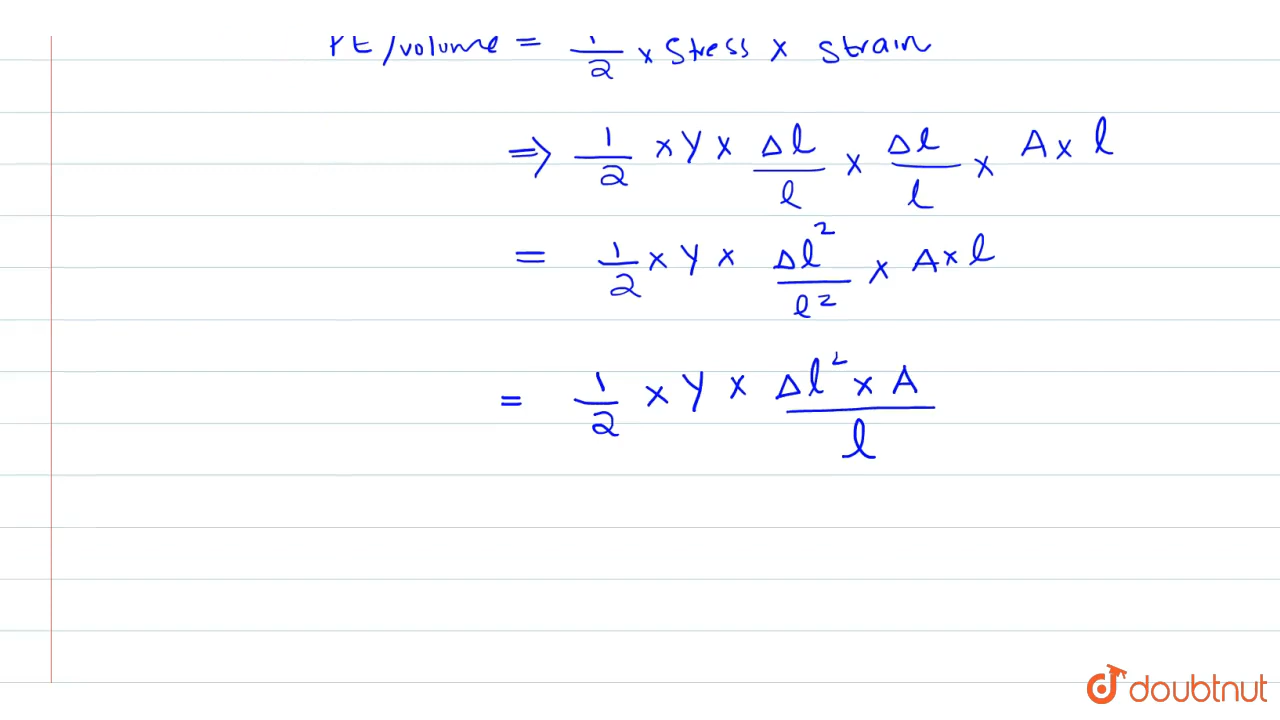 PE/volume = 1/2 x Stress x Strain
⇒ 1/2 x Y x Δl/l x Δl/l x A x l
= 1/2 x Y x Δl²/l² x A x l
= 1/2 x Y x Δl² x A/l
doubtnut